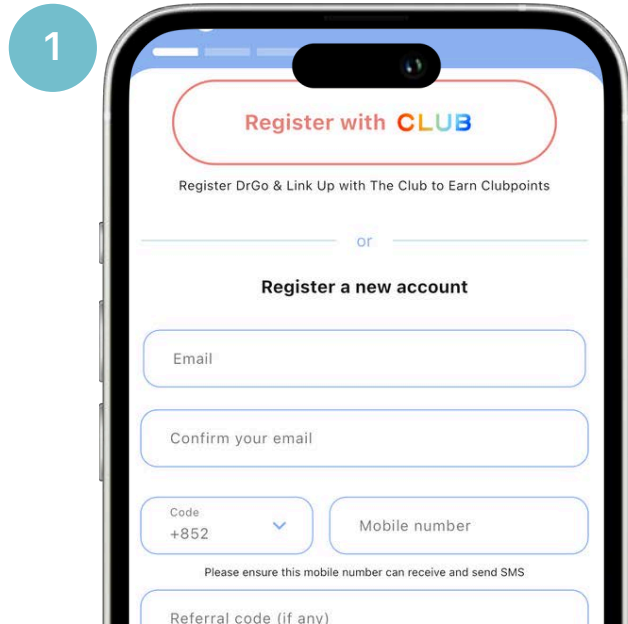 1
Register with CLUB
Register DrGo & Link Up with The Club to Earn Clubpoints
or
Register a new account
Email
Confirm your email
Code
+852
Mobile number
Please ensure this mobile number can receive and send SMS
Referral code (if any)